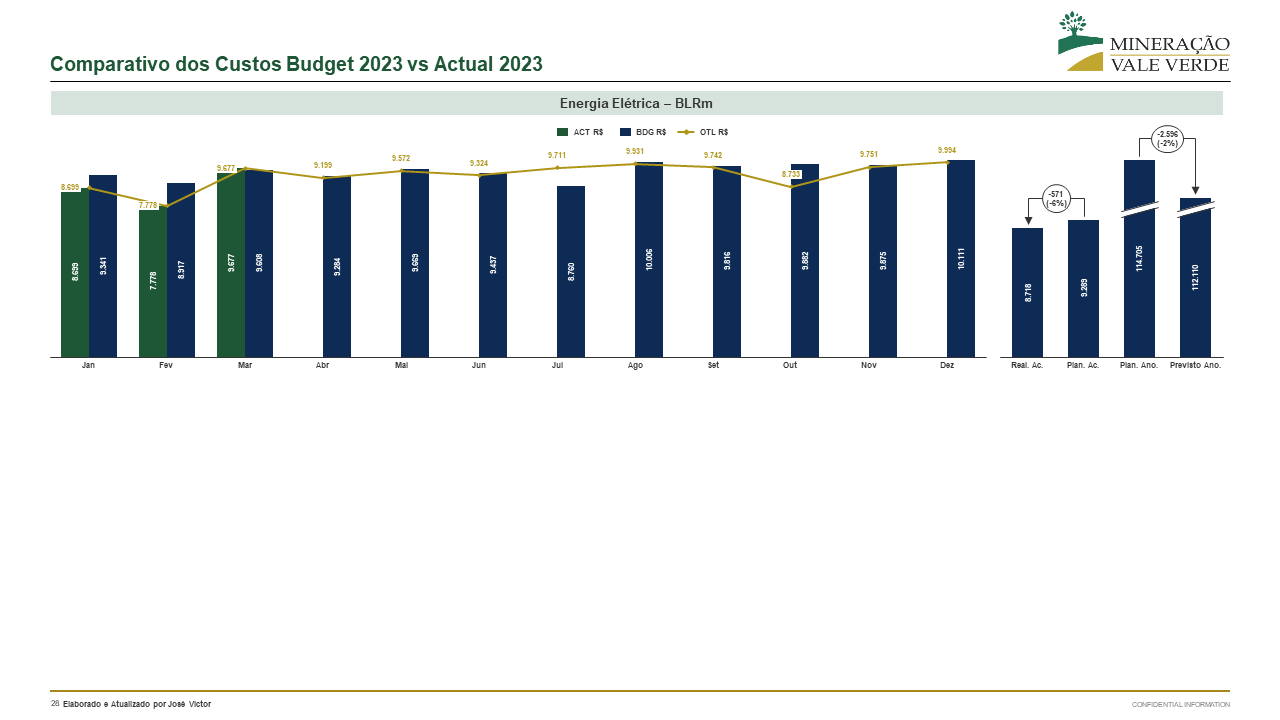 MINERAÇÃO
VALE VERDE
Comparativo dos Custos Budget 2023 vs Actual 2023
Energia Elétrica – BLRm
ACT R$ BDG R$ OTL R$
8.699 7.778 9.677 9.199 9.572 9.324 9.711 9.931 9.742 8.733 9.751 9.994
8.699 9.341 7.778 8.917 9.677 9.608 9.284 9.669 9.437 8.760 10.006 9.816 9.882 9.875 10.111
Jan Fev Mar Abr Mai Jun Jul Ago Set Out Nov Dez
-571
(-6%)
-2.596
(-2%)
8.718 9.289 114.705 112.110
Real. Ac. Plan. Ac. Plan. Ano. Previsto Ano.
28 Elaborado e Atualizado por José Victor
CONFIDENTIAL INFORMATION